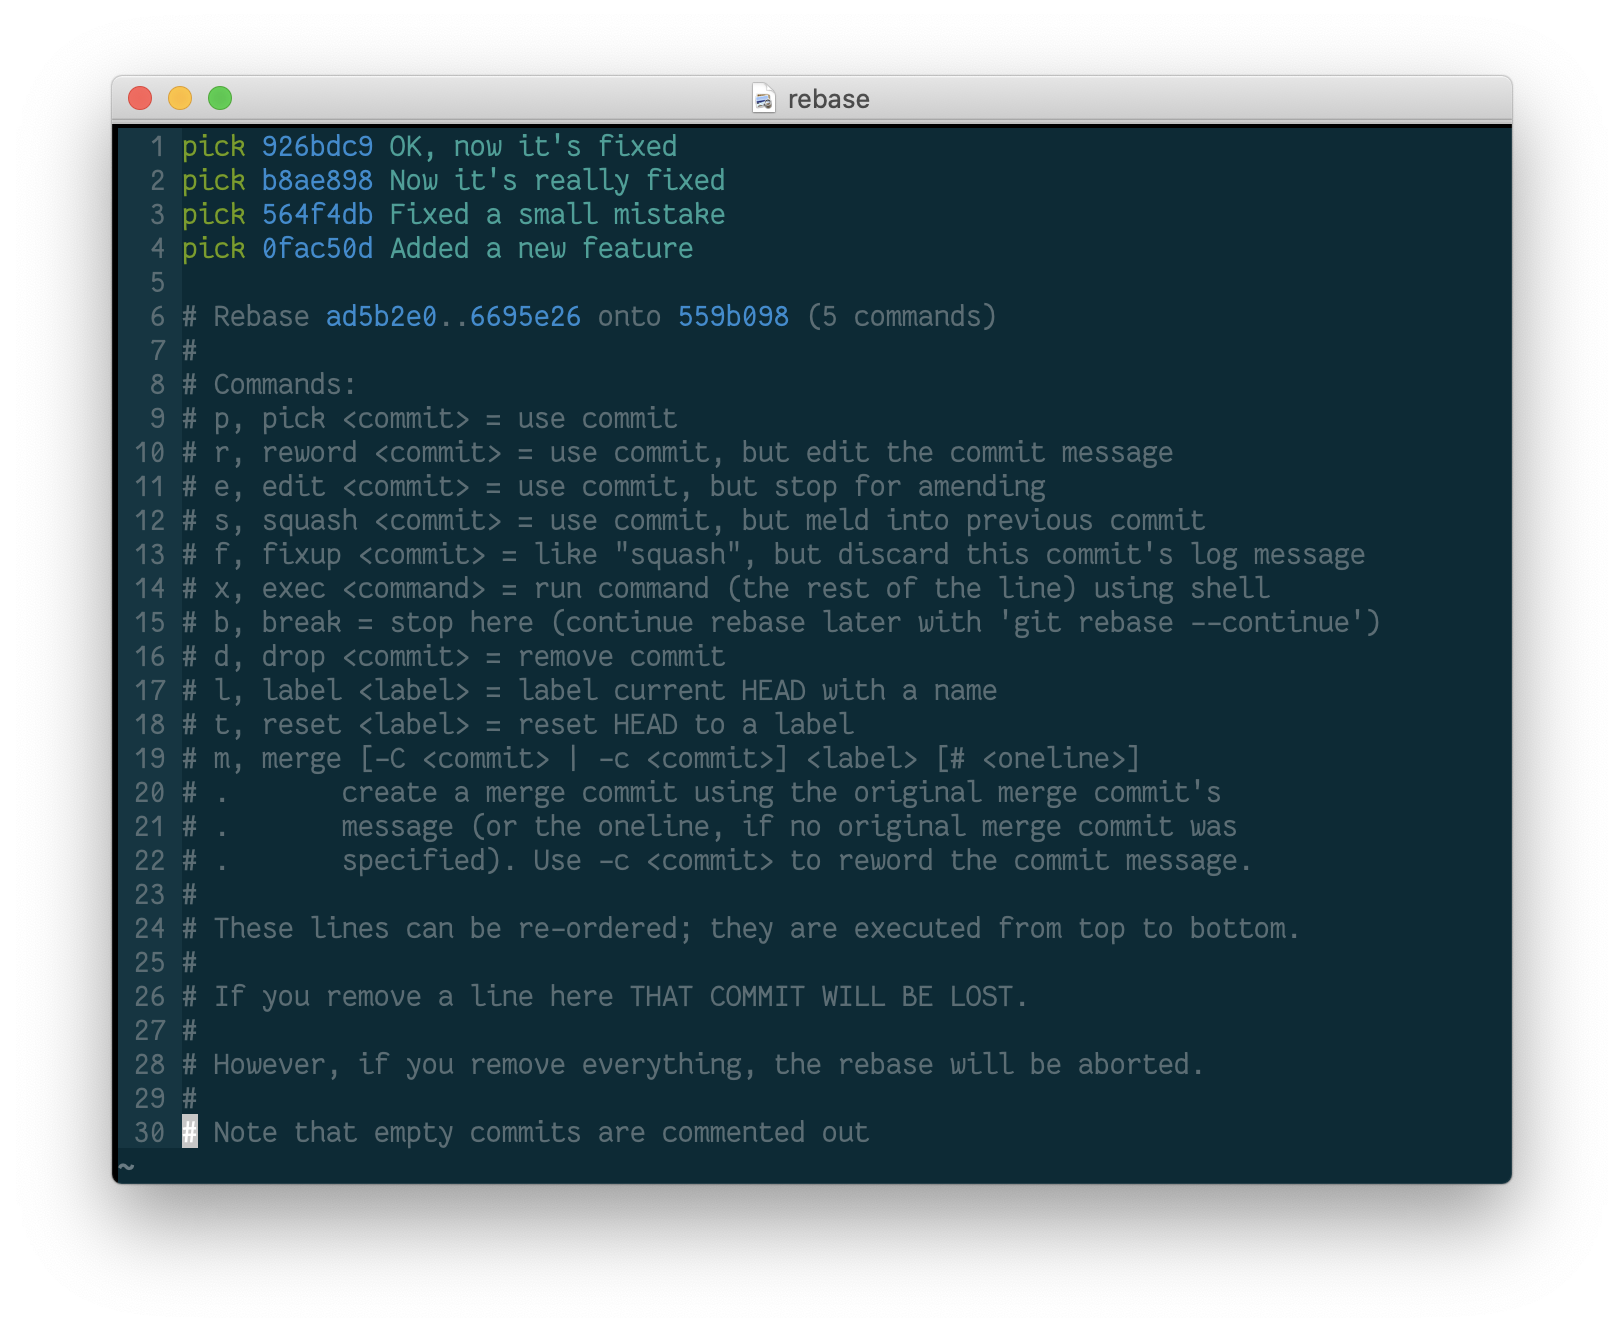 rebase
1 pick 926bdc9 OK, now it's fixed
2 pick b8ae898 Now it's really fixed
3 pick 564f4db Fixed a small mistake
4 pick 0fac50d Added a new feature
5
6 # Rebase ad5b2e0..6695e26 onto 559b098 (5 commands)
7 #
8 # Commands:
9 # p, pick <commit> = use commit
10 # r, reword <commit> = use commit, but edit the commit message
11 # e, edit <commit> = use commit, but stop for amending
12 # s, squash <commit> = use commit, but meld into previous commit
13 # f, fixup <commit> = like "squash", but discard this commit's log message
14 # x, exec <command> = run command (the rest of the line) using shell
15 # b, break = stop here (continue rebase later with 'git rebase --continue')
16 # d, drop <commit> = remove commit
17 # l, label <label> = label current HEAD with a name
18 # t, reset <label> = reset HEAD to a label
19 # m, merge [-C <commit> | -c <commit>] <label> [# <oneline>]
20 # .       create a merge commit using the original merge commit's
21 # .       message (or the oneline, if no original merge commit was
22 # .       specified). Use -c <commit> to reword the commit message.
23 #
24 # These lines can be re-ordered; they are executed from top to bottom.
25 #
26 # If you remove a line here THAT COMMIT WILL BE LOST.
27 #
28 # However, if you remove everything, the rebase will be aborted.
29 #
30 # Note that empty commits are commented out
~